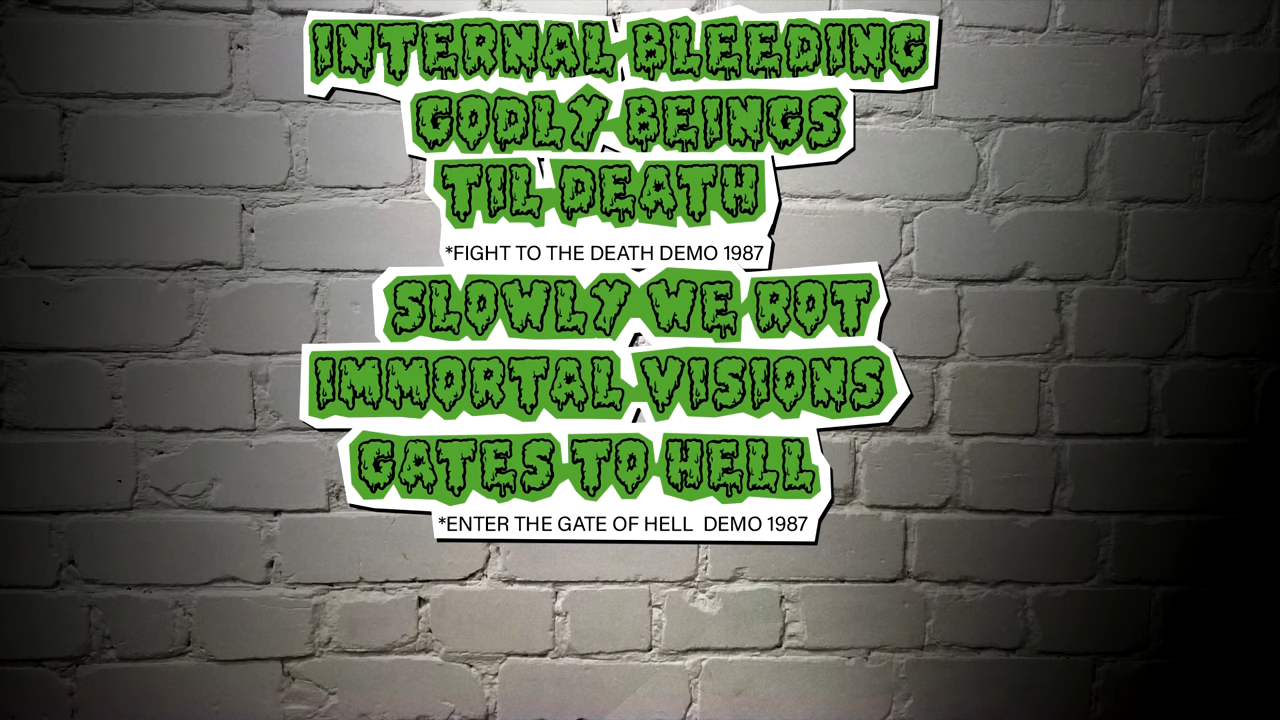 INTERNAL BLEEDING
GODLY BEINGS
TIL DEATH
*FIGHT TO THE DEATH DEMO 1987
SLOWLY WE ROT
IMMORTAL VISIONS
GATES TO HELL
*ENTER THE GATE OF HELL  DEMO 1987